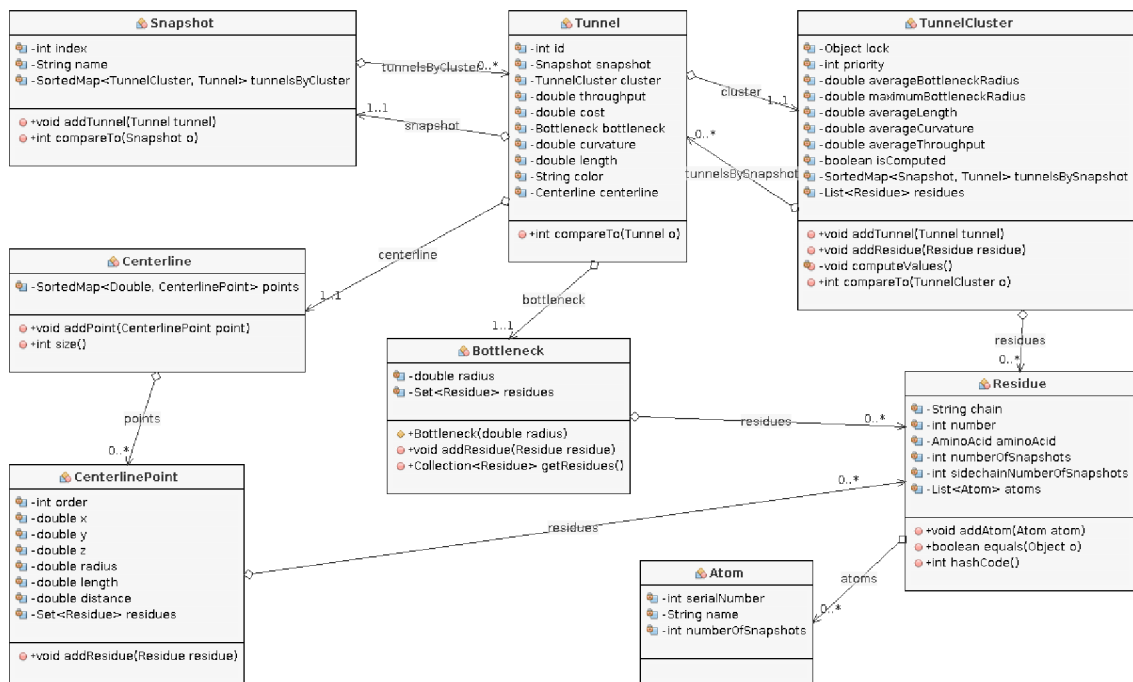 Snapshot
-int index
-String name
-SortedMap<TunnelCluster, Tunnel> tunnelsByCluster
+void addTunnel(Tunnel tunnel)
+int compareTo(Snapshot o)
tunnelsByCluster
0..*
1..1
snapshot
Tunnel
-int id
-Snapshot snapshot
-TunnelCluster cluster
-double throughput
-double cost
-Bottleneck bottleneck
-double curvature
-double length
-String color
-Centerline centerline
+int compareTo(Tunnel o)
cluster
1..1
0..*
tunnelsBySnapshot
TunnelCluster
-Object lock
-int priority
-double averageBottleneckRadius
-double maximumBottleneckRadius
-double averageLength
-double averageCurvature
-double averageThroughput
-boolean isComputed
-SortedMap<Snapshot, Tunnel> tunnelsBySnapshot
-List<Residue> residues
+void addTunnel(Tunnel tunnel)
+void addResidue(Residue residue)
-void computeValues()
+int compareTo(TunnelCluster o)
centerline
1..1
bottleneck
1..1
residues
0..*
Centerline
-SortedMap<Double, CenterlinePoint> points
+void addPoint(CenterlinePoint point)
+int size()
points
0..*
Bottleneck
-double radius
-Set<Residue> residues
+Bottleneck(double radius)
+void addResidue(Residue residue)
+Collection<Residue> getResidues()
residues
0..*
Residue
-String chain
-int number
-AminoAcid aminoAcid
-int numberOfSnapshots
-int sidechainNumberOfSnapshots
-List<Atom> atoms
+void addAtom(Atom atom)
+boolean equals(Object o)
+int hashCode()
CenterlinePoint
-int order
-double x
-double y
-double z
-double radius
-double length
-double distance
-Set<Residue> residues
+void addResidue(Residue residue)
residues
0..*
atoms
0..*
Atom
-int serialNumber
-String name
-int numberOfSnapshots